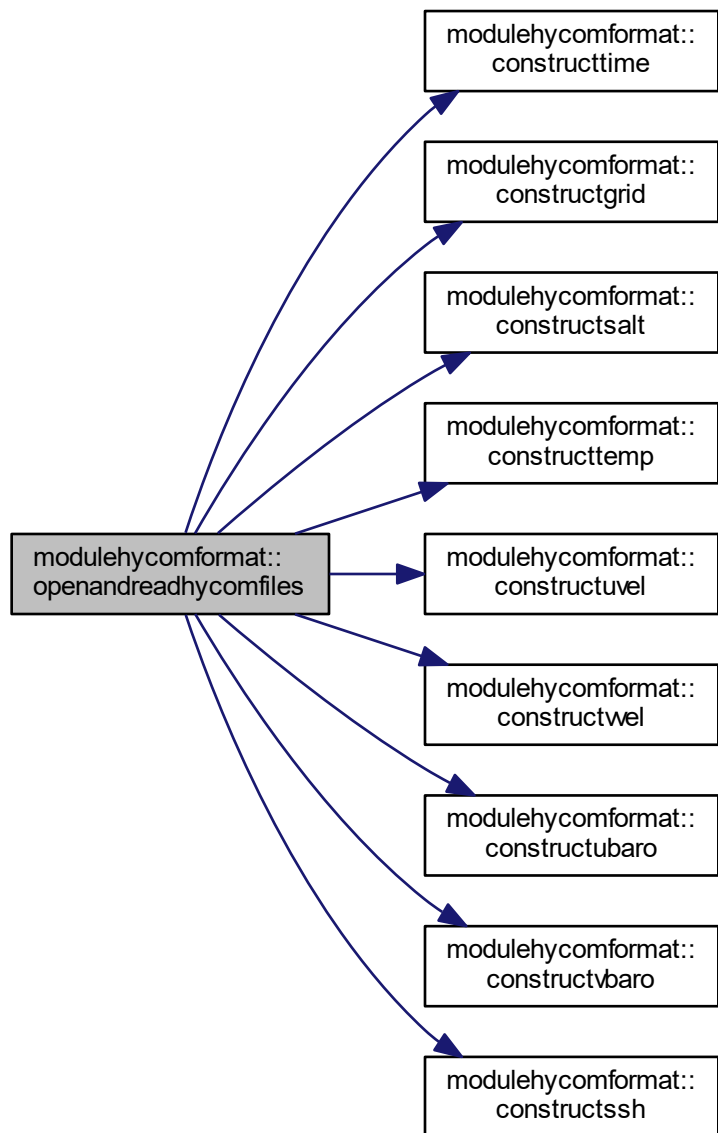 modulehycomformat::
constructtime
modulehycomformat::
constructgrid
modulehycomformat::
constructsalt
modulehycomformat::
constructtemp
modulehycomformat::
openandreadhycomfiles
modulehycomformat::
constructuvel
modulehycomformat::
constructvvel
modulehycomformat::
constructubaro
modulehycomformat::
constructvbaro
modulehycomformat::
constructssh